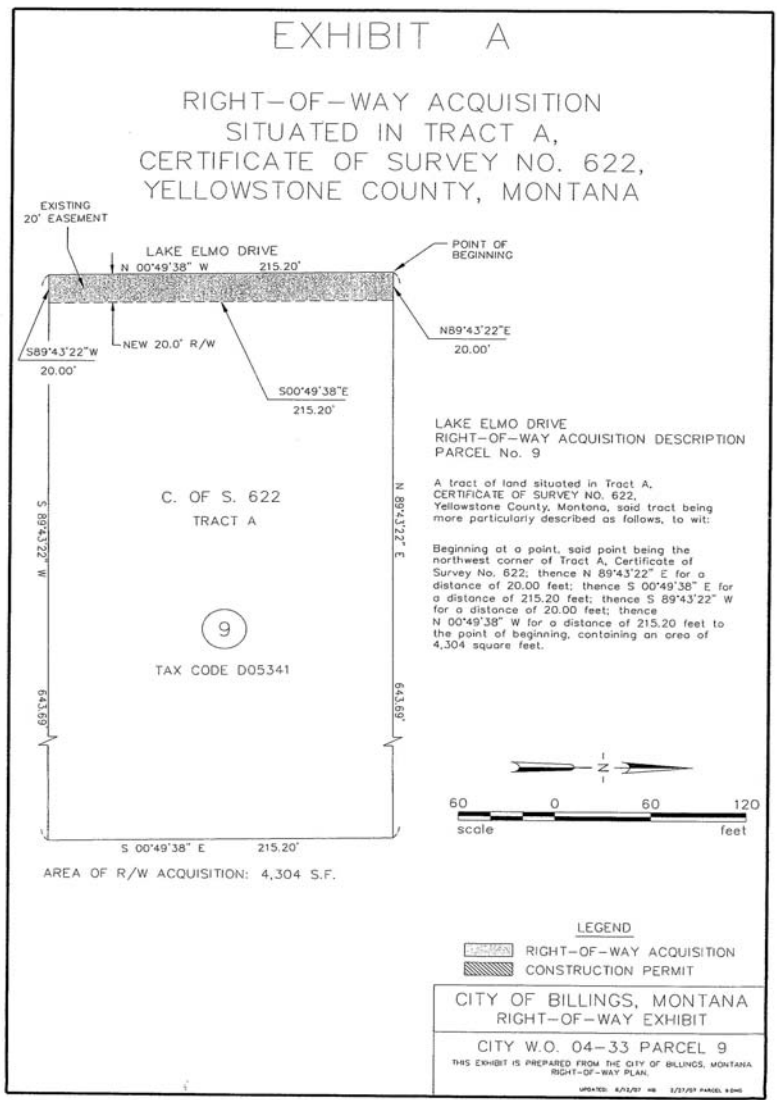 EXHIBIT A
RIGHT-OF-WAY ACQUISITION
SITUATED IN TRACT A,
CERTIFICATE OF SURVEY NO. 622,
YELLOWSTONE COUNTY, MONTANA
EXISTING
20' EASEMENT
LAKE ELMO DRIVE
N 00°49'38" W 215.20'
POINT OF
BEGINNING
S89°43'22"W
20.00'
NEW 20.0' R/W
N89°43'22"E
20.00'
S00°49'38"E
215.20'
LAKE ELMO DRIVE
RIGHT-OF-WAY ACQUISITION DESCRIPTION
PARCEL No. 9
A tract of land situated in Tract A,
CERTIFICATE OF SURVEY NO. 622,
Yellowstone County, Montana, said tract being
more particularly described as follows, to wit:
Beginning at a point, said point being the
northwest corner of Tract A, Certificate of
Survey No. 622; thence N 89°43'22" E for a
distance of 20.00 feet; thence S 00°49'38" E for
a distance of 215.20 feet; thence S 89°43'22" W
for a distance of 20.00 feet; thence
N 00°49'38" W for a distance of 215.20 feet to
the point of beginning, containing an area of
4,304 square feet.
C. OF S. 622
TRACT A
S 89°43'22" W
643.69'
N 89°43'22" E
643.69'
9
TAX CODE D05341
N
60 0 60 120
scale feet
S 00°49'38" E 215.20'
AREA OF R/W ACQUISITION: 4,304 S.F.
LEGEND
RIGHT-OF-WAY ACQUISITION
CONSTRUCTION PERMIT
CITY OF BILLINGS, MONTANA
RIGHT-OF-WAY EXHIBIT
CITY W.O. 04-33 PARCEL 9
THIS EXHIBIT IS PREPARED FROM THE CITY OF BILLINGS, MONTANA
RIGHT-OF-WAY PLAN.
UPDATED: 2/27/07 PARCEL 9.DWG